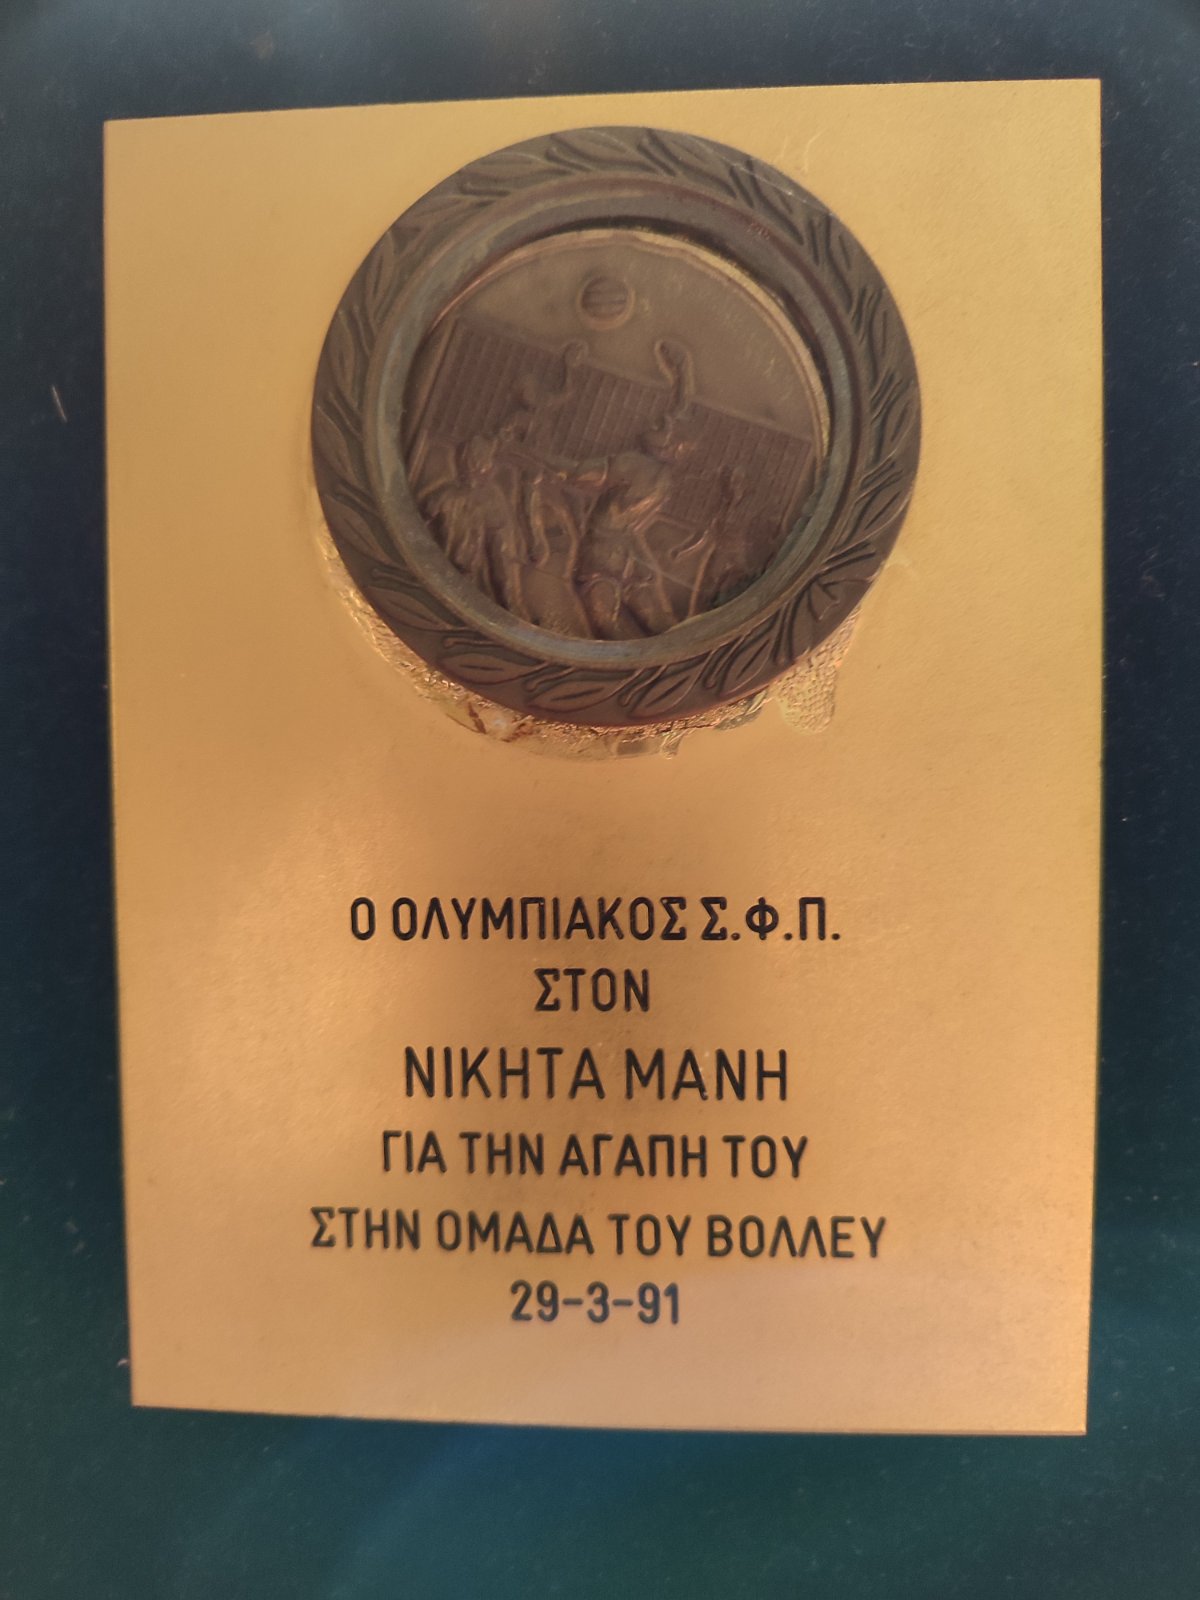 Ο ΟΛΥΜΠΙΑΚΟΣ Σ.Φ.Π.
ΣΤΟΝ
ΝΙΚΗΤΑ ΜΑΝΗ
ΓΙΑ ΤΗΝ ΑΓΑΠΗ ΤΟΥ
ΣΤΗΝ ΟΜΑΔΑ ΤΟΥ ΒΟΛΛΕΥ
29-3-91